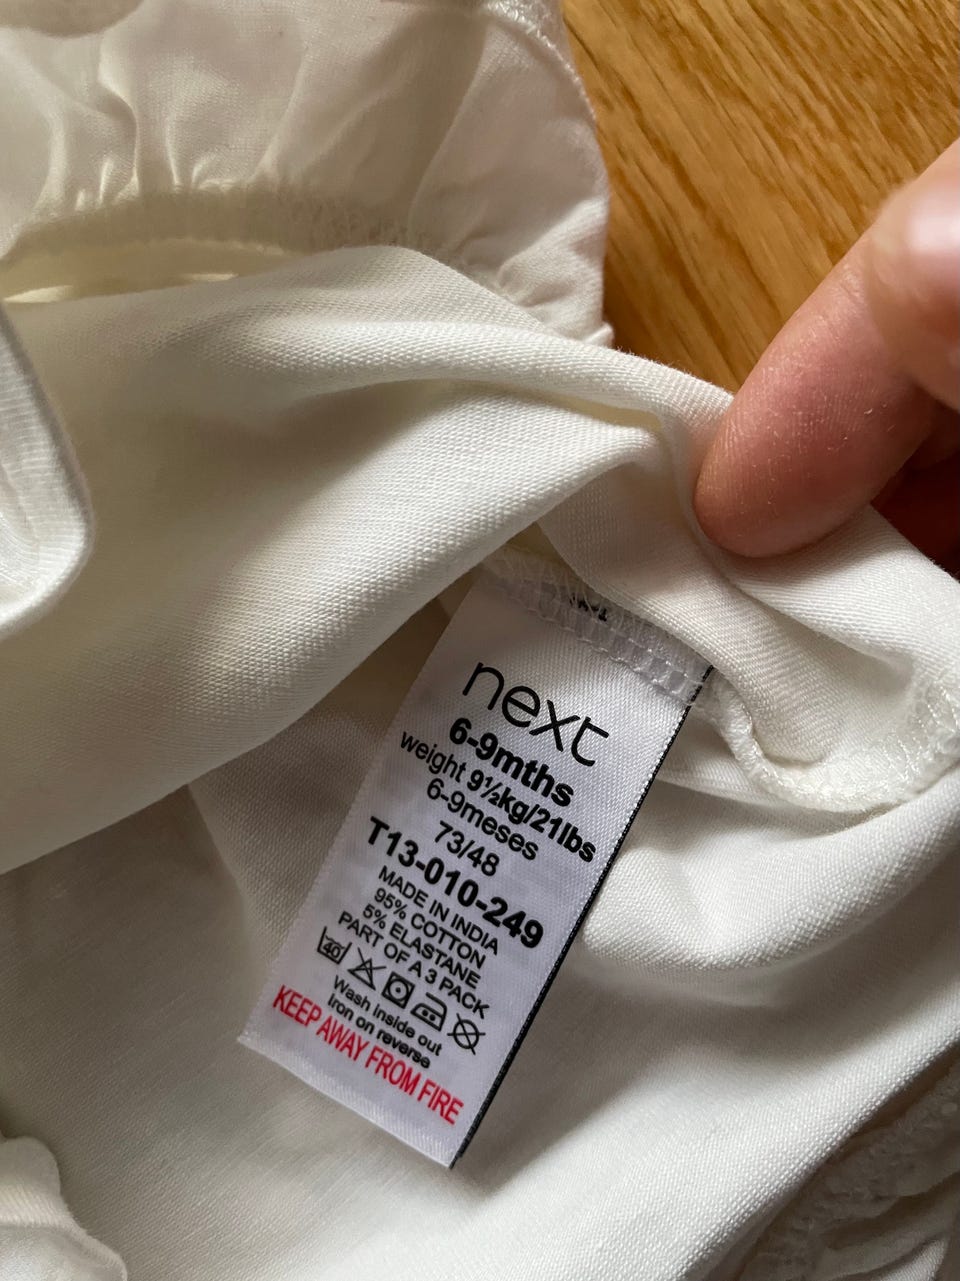 next
6-9mths
weight 9½kg/21lbs
6-9meses
73/48
T13-010-249
MADE IN INDIA
95% COTTON
5% ELASTANE
PART OF A 3 PACK
40
Wash inside out
Iron on reverse
KEEP AWAY FROM FIRE